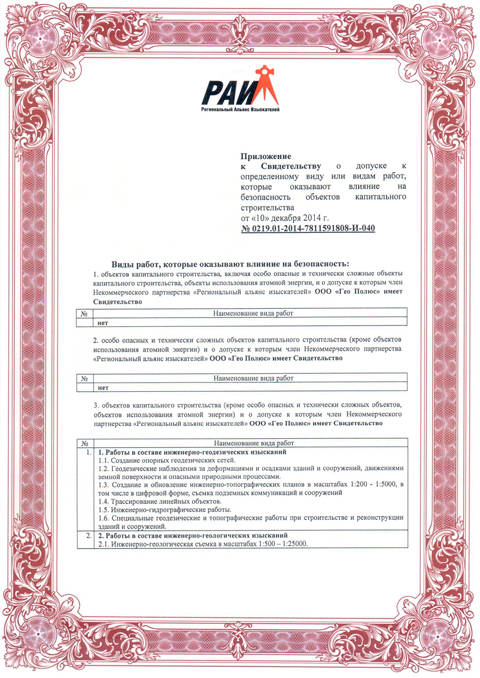 РАИ
Региональный Альянс Изыскателей
Приложение
к Свидетельству о допуске к
определенному виду или видам работ,
которые оказывают влияние на
безопасность объектов капитального
строительства
от «10» декабря 2014 г.
№ 0219.01-2014-7811591808-И-040
Виды работ, которые оказывают влияние на безопасность:
1. объектов капитального строительства, включая особо опасные и технически сложные объекты
капитального строительства, объекты использования атомной энергии, и о допуске к которым член
Некоммерческого партнерства «Региональный альянс изыскателей» ООО «Гео Полюс» имеет
Свидетельство
№ Наименование вида работ
нет
2. особо опасных и технически сложных объектов капитального строительства (кроме объектов
использования атомной энергии) и о допуске к которым член Некоммерческого партнерства
«Региональный альянс изыскателей» ООО «Гео Полюс» имеет Свидетельство
№ Наименование вида работ
нет
3. объектов капитального строительства (кроме особо опасных и технически сложных объектов,
объектов использования атомной энергии) и о допуске к которым член Некоммерческого
партнерства «Региональный альянс изыскателей» ООО «Гео Полюс» имеет Свидетельство
№ Наименование вида работ
1. 1. Работы в составе инженерно-геодезических изысканий
1.1. Создание опорных геодезических сетей.
1.2. Геодезические наблюдения за деформациями и осадками зданий и сооружений, движениями
земной поверхности и опасными природными процессами.
1.3. Создание и обновление инженерно-топографических планов в масштабах 1:200 - 1:5000, в
том числе в цифровой форме, съемка подземных коммуникаций и сооружений
1.4. Трассирование линейных объектов.
1.5. Инженерно-гидрографические работы.
1.6. Специальные геодезические и топографические работы при строительстве и реконструкции
зданий и сооружений.
2. 2. Работы в составе инженерно-геологических изысканий
2.1. Инженерно-геологическая съемка в масштабах 1:500 – 1:25000.